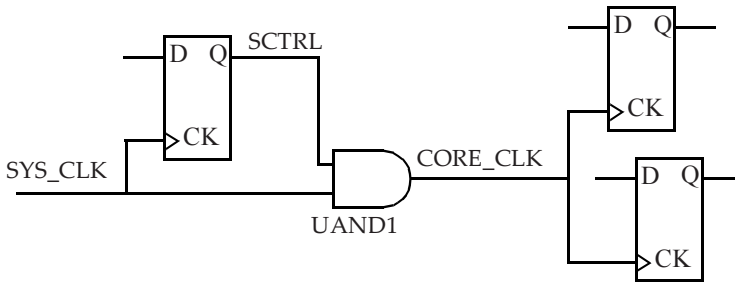 D Q
SCTRL
CK
D Q
CK
SYS_CLK
CORE_CLK
UAND1
D Q
CK